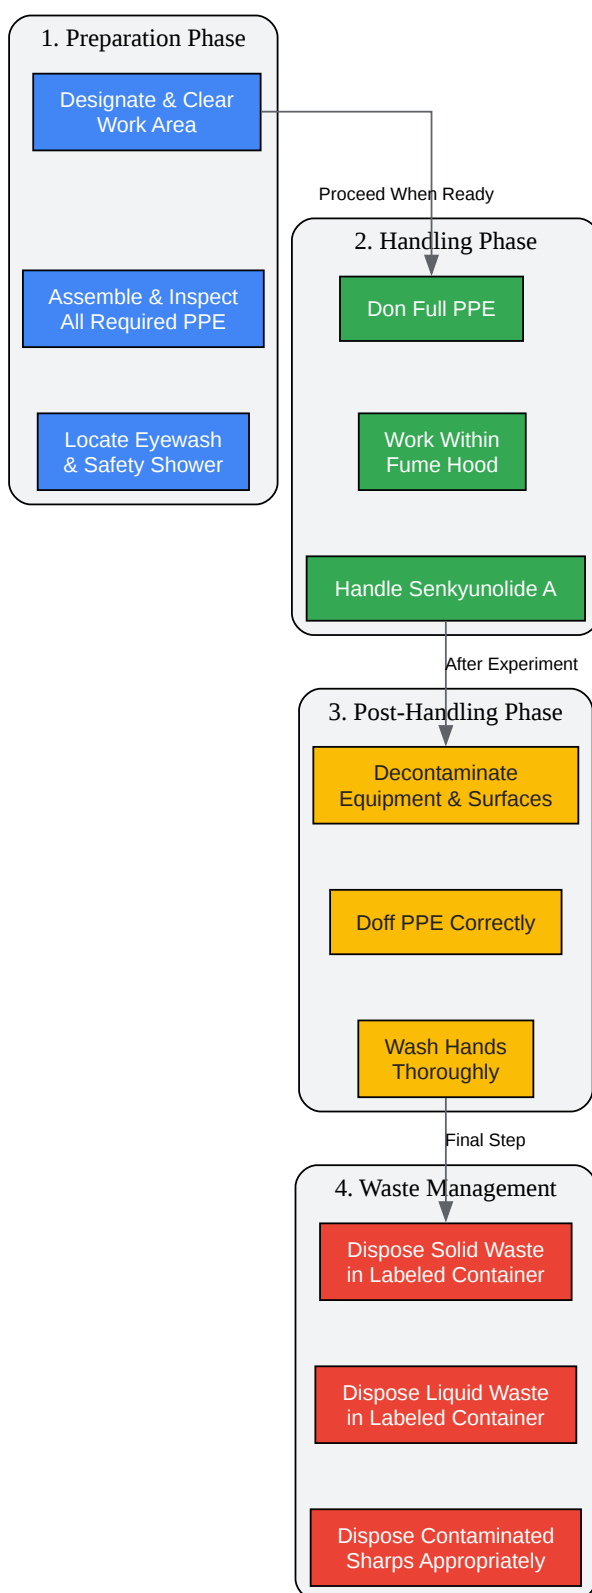 1. Preparation Phase
Designate & Clear
Work Area
Proceed When Ready
2. Handling Phase
Assemble & Inspect
All Required PPE
Don Full PPE
Locate Eyewash
& Safety Shower
Work Within
Fume Hood
Handle Senkyunolide A
After Experiment
3. Post-Handling Phase
Decontaminate
Equipment & Surfaces
Doff PPE Correctly
Wash Hands
Thoroughly
Final Step
4. Waste Management
Dispose Solid Waste
in Labeled Container
Dispose Liquid Waste
in Labeled Container
Dispose Contaminated
Sharps Appropriately